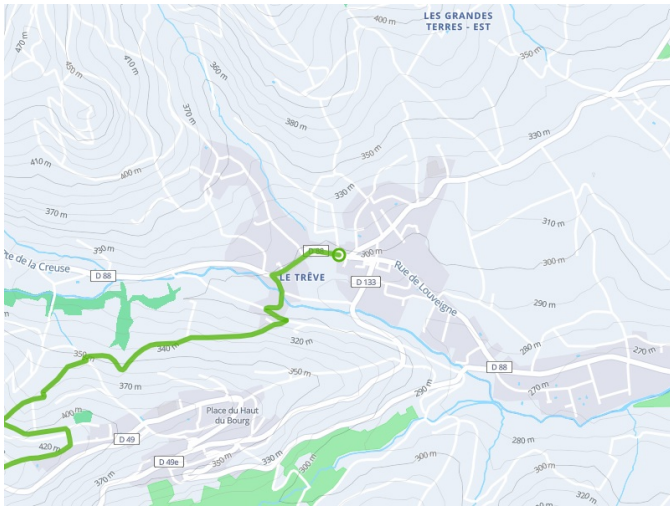 LES GRANDES
TERRES - EST
400 m
350 m
420 m
E
450 m
410 m
360 m
370 m
380 m
330 m
350 m
410 m
400 m
330 m
370 m
310 m
390 m
300 m
300 m
Pte de la Creuse
D 88
LE TRÊVE
D 133
Rue de Louveigne
290 m
320 m
340 m
350 m
280 m
270 m
350 m
D 88
370 m
290 m
270 m
400 m
Place du Haut
du Bourg
D 49
420 m
280 m
D 49e
350 m
330 m
300 m
300 m
370 m
300 m